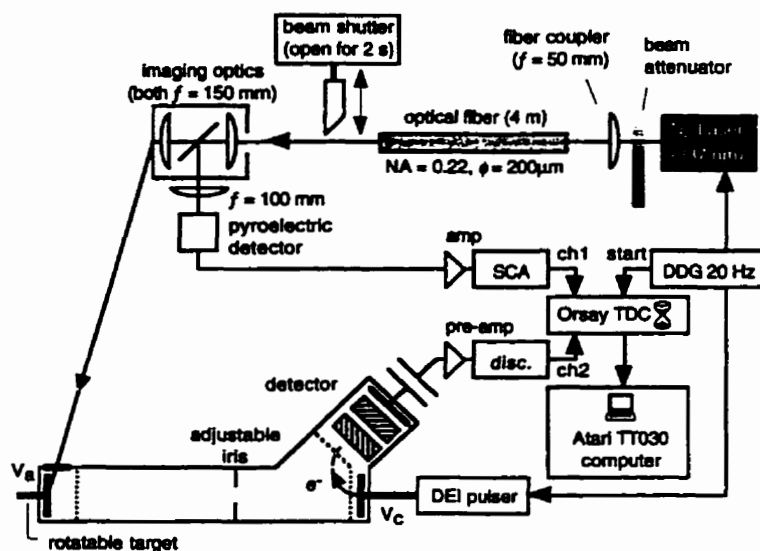 beam shutter
(open for 2 s)
fiber coupler
(f = 50 mm)
beam
attenuator
imaging optics
(both f = 150 mm)
optical fiber (4 m)
NA = 0.22, ϕ = 200µm
Laser
f = 100 mm
pyroelectric
detector
amp
SCA
ch1
start
DDG 20 Hz
Orsay TDC
pre-amp
disc.
ch2
detector
adjustable
iris
Atari TT030
computer
Va
e-
Vc
DEI pulser
rotatable target